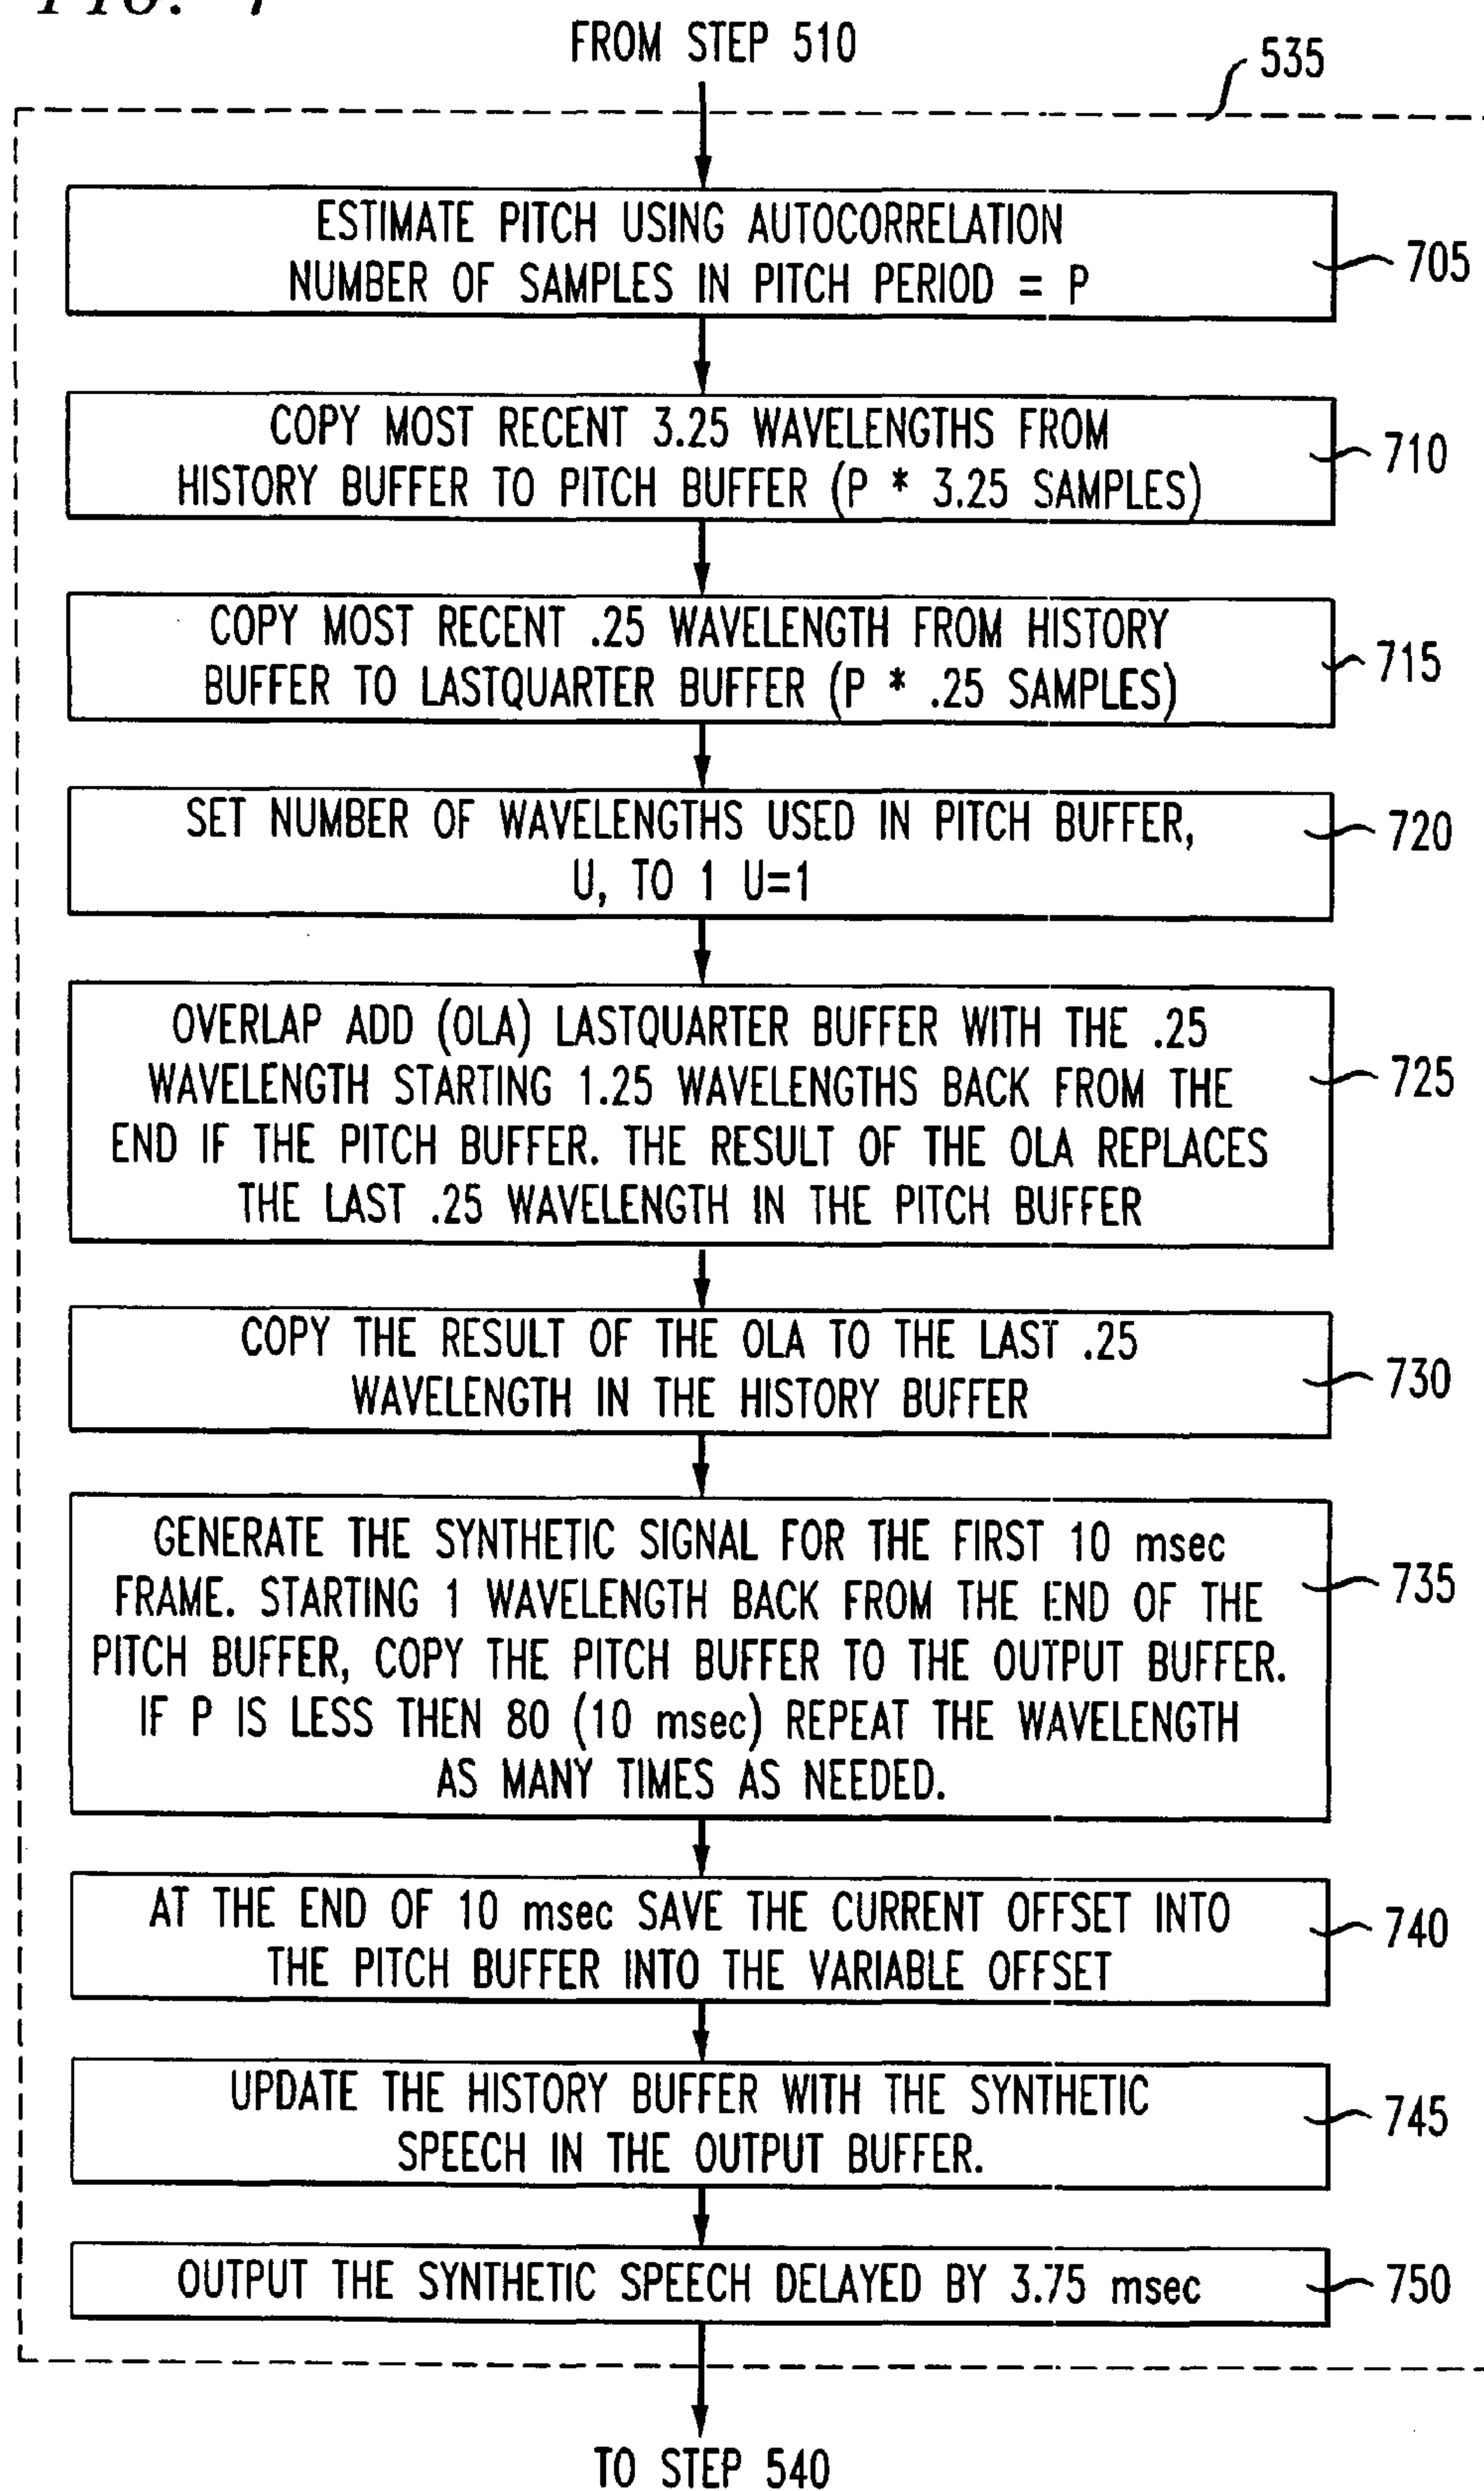 FROM STEP 510
535
ESTIMATE PITCH USING AUTOCORRELATION
NUMBER OF SAMPLES IN PITCH PERIOD = P
705
COPY MOST RECENT 3.25 WAVELENGTHS FROM
HISTORY BUFFER TO PITCH BUFFER (P * 3.25 SAMPLES)
710
COPY MOST RECENT .25 WAVELENGTH FROM HISTORY
BUFFER TO LASTQUARTER BUFFER (P * .25 SAMPLES)
715
SET NUMBER OF WAVELENGTHS USED IN PITCH BUFFER,
U, TO 1 U=1
720
OVERLAP ADD (OLA) LASTQUARTER BUFFER WITH THE .25
WAVELENGTH STARTING 1.25 WAVELENGTHS BACK FROM THE
END IF THE PITCH BUFFER. THE RESULT OF THE OLA REPLACES
THE LAST .25 WAVELENGTH IN THE PITCH BUFFER
725
COPY THE RESULT OF THE OLA TO THE LAST .25
WAVELENGTH IN THE HISTORY BUFFER
730
GENERATE THE SYNTHETIC SIGNAL FOR THE FIRST 10 msec
FRAME. STARTING 1 WAVELENGTH BACK FROM THE END OF THE
PITCH BUFFER, COPY THE PITCH BUFFER TO THE OUTPUT BUFFER.
IF P IS LESS THEN 80 (10 msec) REPEAT THE WAVELENGTH
AS MANY TIMES AS NEEDED.
735
AT THE END OF 10 msec SAVE THE CURRENT OFFSET INTO
THE PITCH BUFFER INTO THE VARIABLE OFFSET
740
UPDATE THE HISTORY BUFFER WITH THE SYNTHETIC
SPEECH IN THE OUTPUT BUFFER.
745
OUTPUT THE SYNTHETIC SPEECH DELAYED BY 3.75 msec
750
TO STEP 540